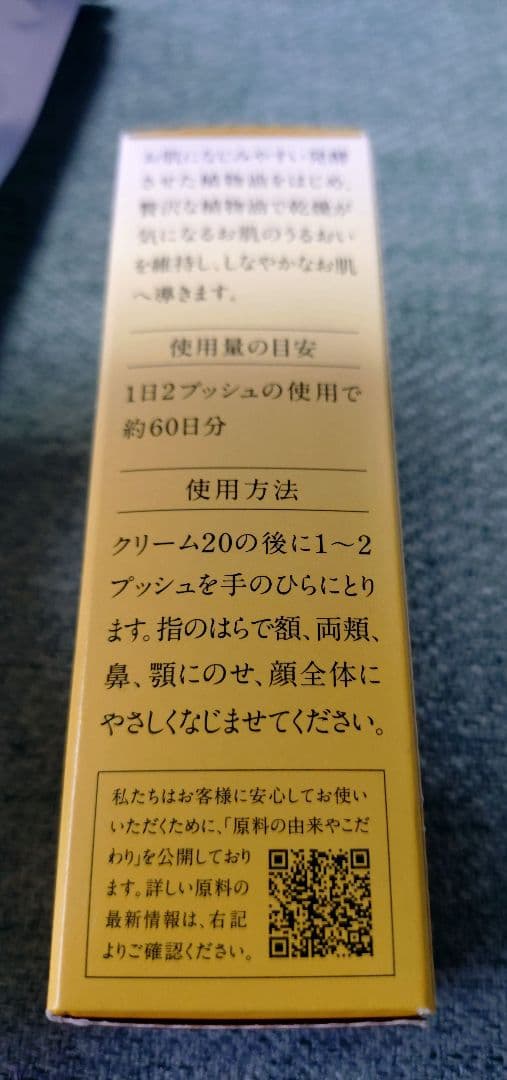 お肌になじみやすい発酵
させた植物油をはじめ、
贅沢な植物油で乾燥が
気になるお肌のうるおい
を維持し、しなやかなお肌
へ導きます。
使用量の目安
1日2プッシュの使用で
約60日分
使用方法
クリーム20の後に1〜2
プッシュを手のひらにとり
ます。指のはらで額、両頬、
鼻、顎にのせ、顔全体に
やさしくなじませてください。
私たちはお客様に安心してお使い
いただくために、「原料の由来やこだ
わり」を公開しており
ます。詳しい原料の
最新情報は、右記
よりご確認ください。